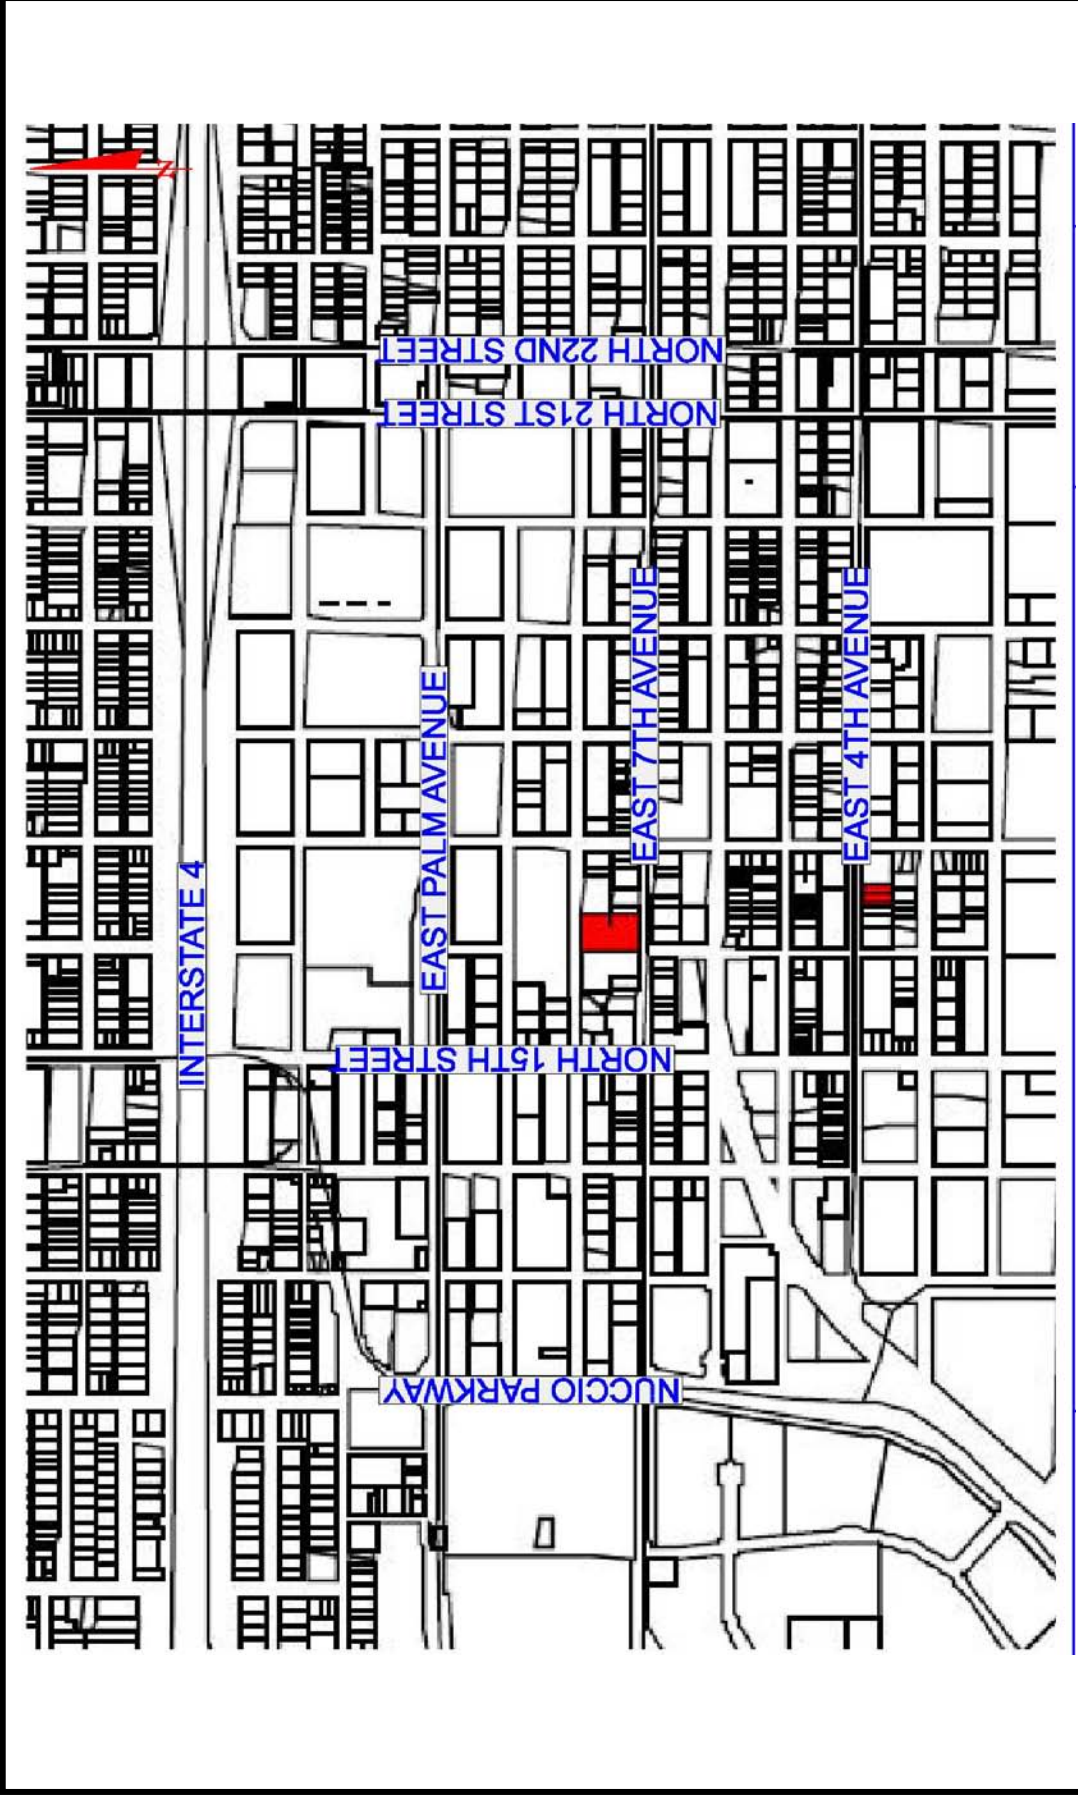 N
NORTH 22ND STREET
NORTH 21ST STREET
EAST 7TH AVENUE
EAST 4TH AVENUE
EAST PALM AVENUE
INTERSTATE 4
NORTH 15TH STREET
NUCCIO PARKWAY